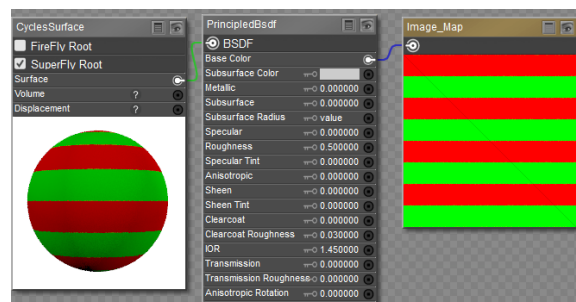 CyclesSurface
FireFly Root
SuperFly Root
Surface
Volume ?
Displacement ?
PrincipledBsdf
BSDF
Base Color
Subsurface Color
Metallic 0.000000
Subsurface 0.000000
Subsurface Radius value
Specular 0.000000
Roughness 0.500000
Specular Tint 0.000000
Anisotropic 0.000000
Sheen 0.000000
Sheen Tint 0.000000
Clearcoat 0.000000
Clearcoat Roughness 0.030000
IOR 1.450000
Transmission 0.000000
Transmission Roughness 0.000000
Anisotropic Rotation 0.000000
Image_Map